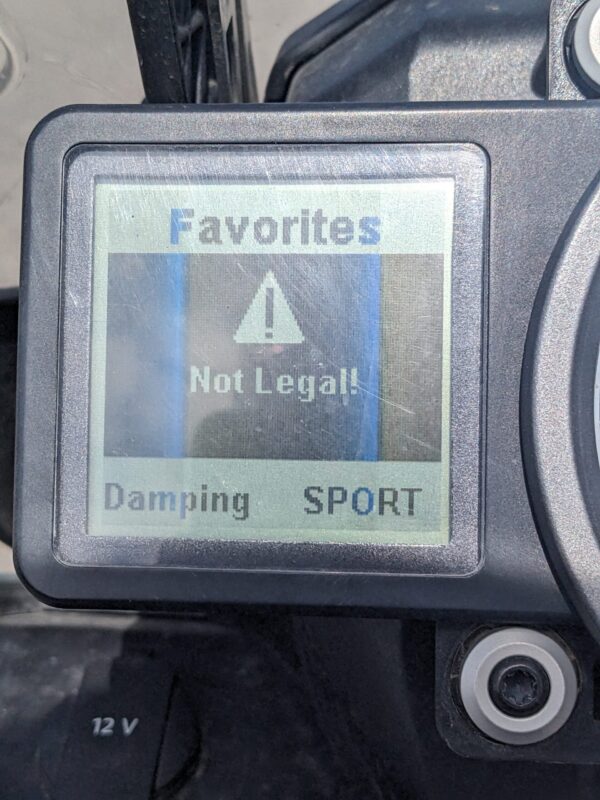 Favorites
Not Legal!
Damping SPORT
12 V